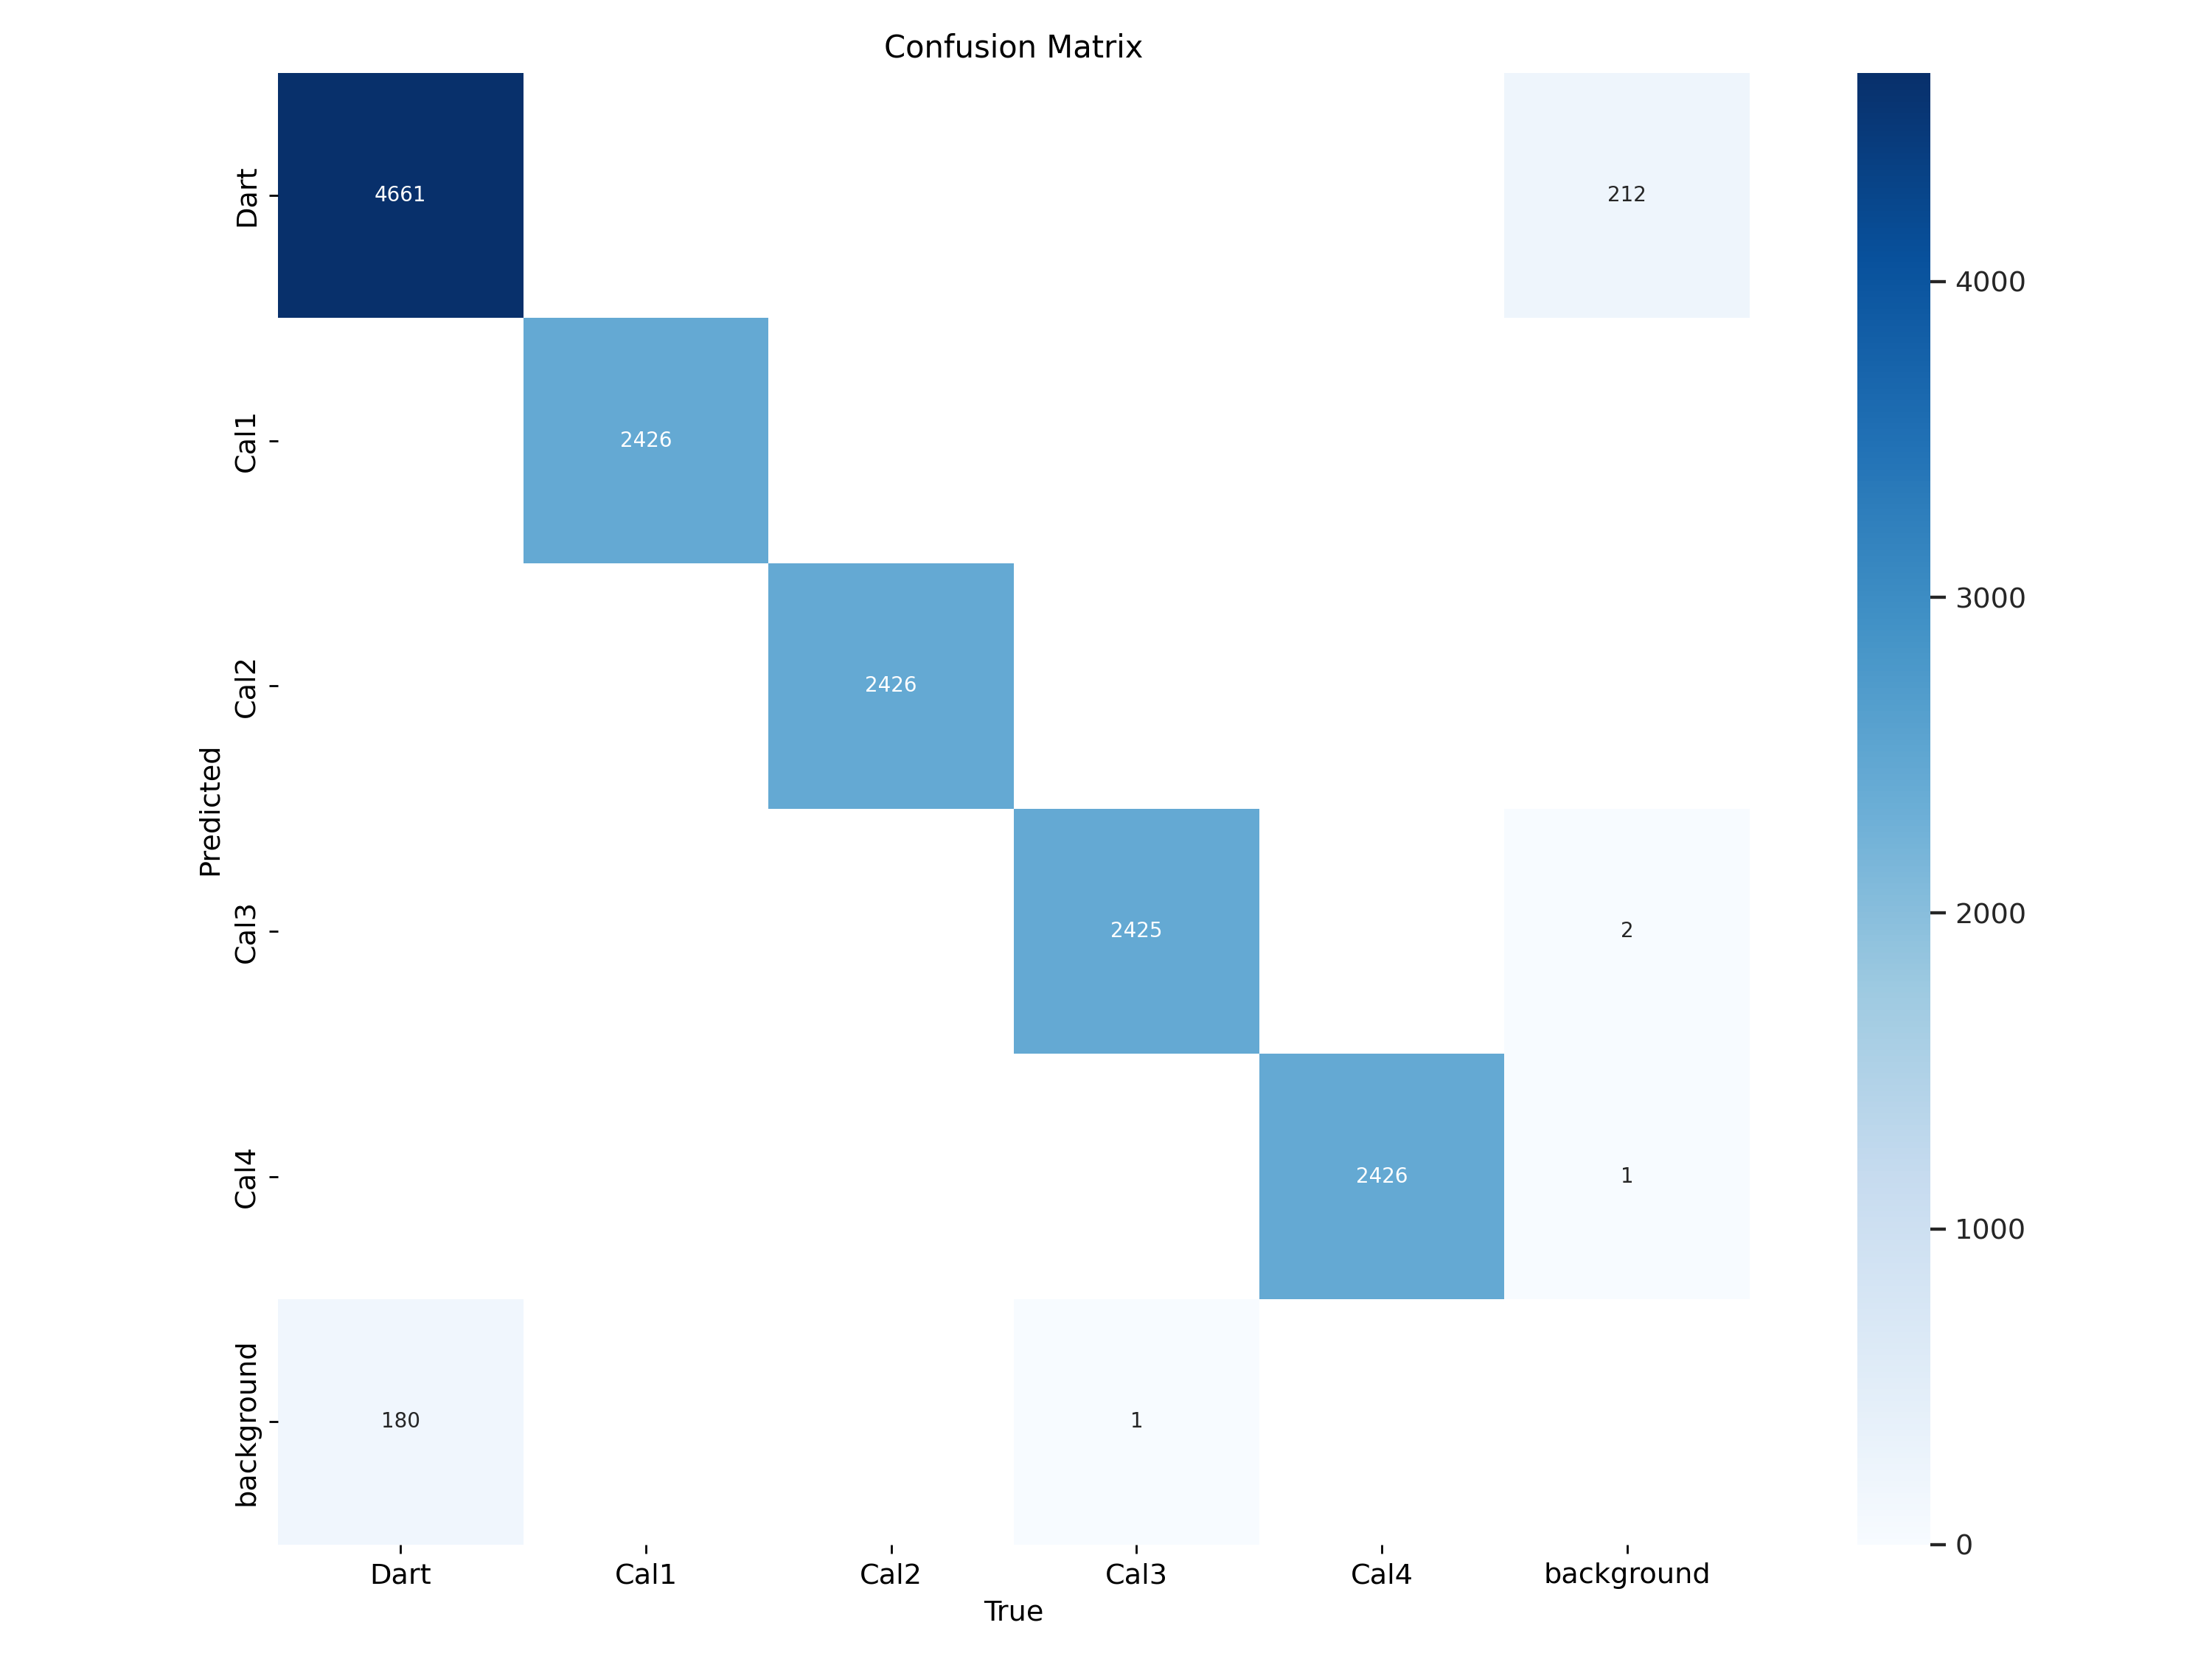 Confusion Matrix
Dart
4661
212
4000
Cal1
2426
3000
Cal2
2426
Predicted
2000
Cal3
2425
2
Cal4
2426
1
1000
background
180
1
0
Dart Cal1 Cal2 Cal3 Cal4 background
True